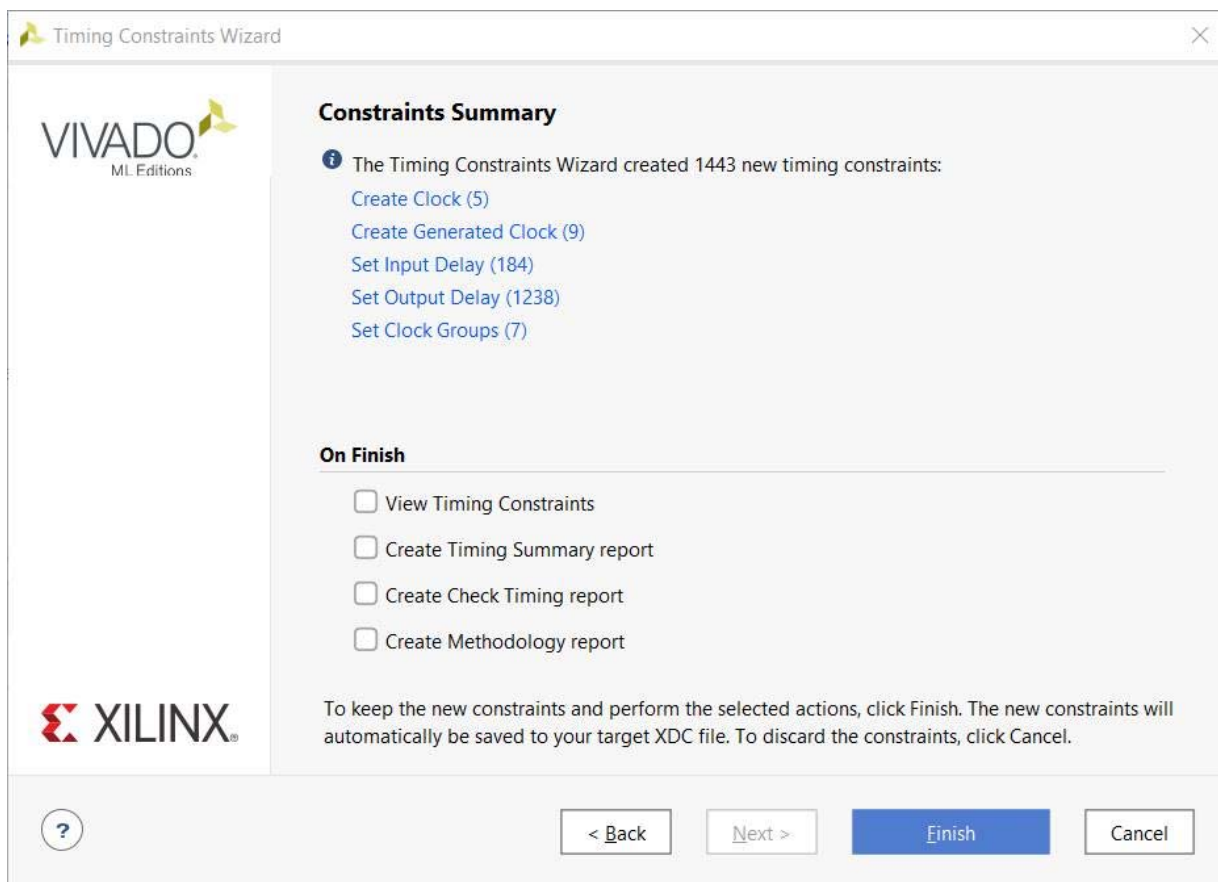 Timing Constraints Wizard
VIVADO.
ML Editions
Constraints Summary
The Timing Constraints Wizard created 1443 new timing constraints:
Create Clock (5)
Create Generated Clock (9)
Set Input Delay (184)
Set Output Delay (1238)
Set Clock Groups (7)
On Finish
View Timing Constraints
Create Timing Summary report
Create Check Timing report
Create Methodology report
XILINX
To keep the new constraints and perform the selected actions, click Finish. The new constraints will
automatically be saved to your target XDC file. To discard the constraints, click Cancel.
?
< Back
Next >
Finish
Cancel